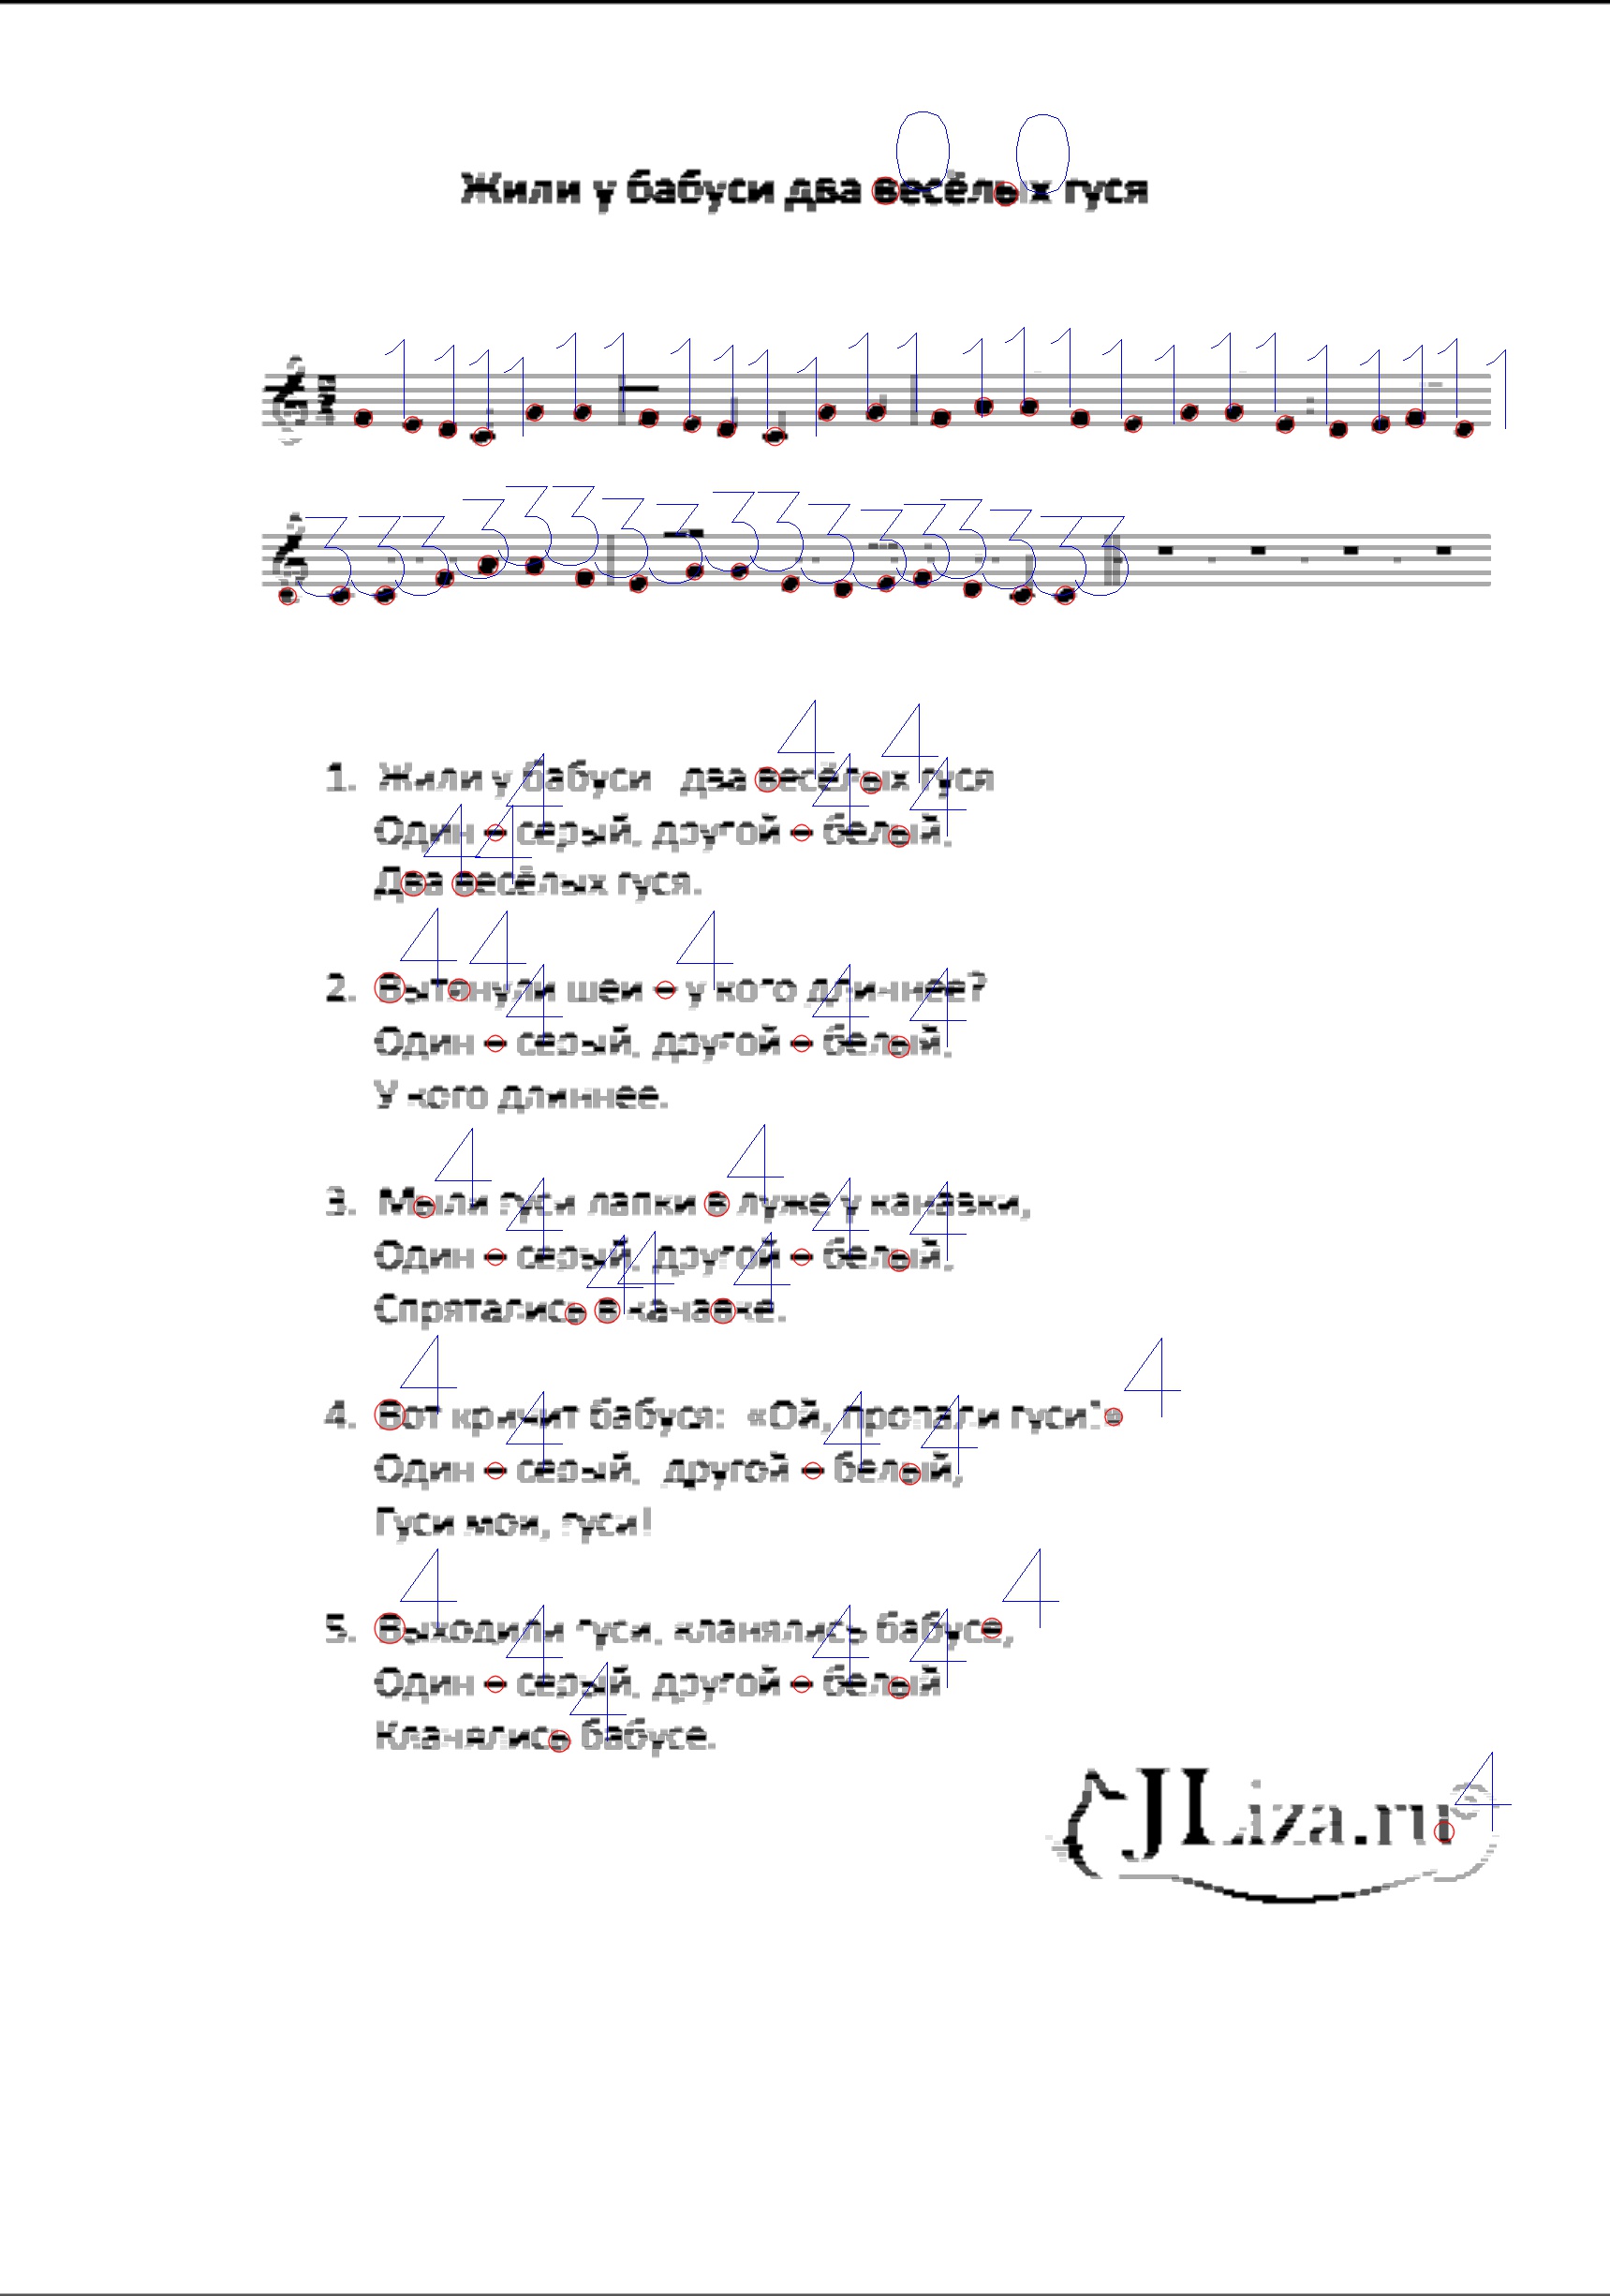 Жили у бабуси два весёлых гуся
1. Жили у бабуси два весёлых гуся
Один – серый, другой – белый,
Два весёлых гуся.
2. Вытянули шеи – у кого длиннее?
Один – серый, другой – белый,
У кого длиннее.
3. Мыли гуси лапки в луже у канавки,
Один – серый, другой – белый,
Спрятались в канавке.
4. Вот кричит бабуся: «Ой, пропали гуси!»
Один – серый, другой – белый,
Гуси мои, гуси!
5. Выходили гуси, кланялись бабусе,
Один – серый, другой – белый
Кланялись бабусе.
JLiza.ru